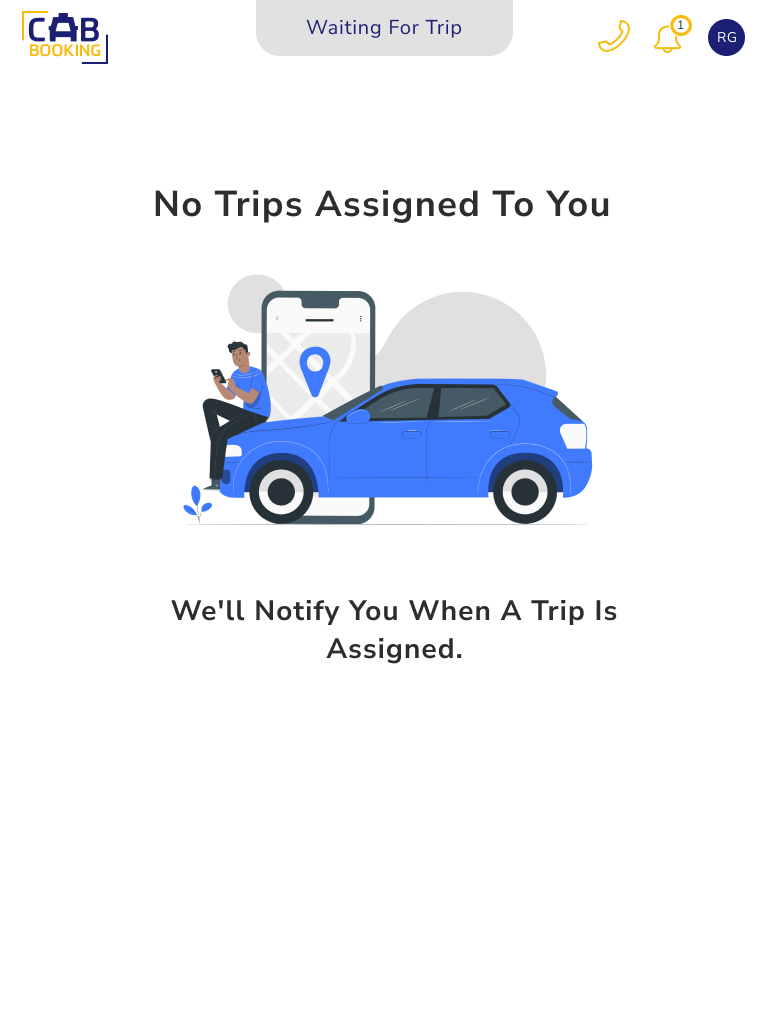 CAB
BOOKING
Waiting For Trip
1
RG
No Trips Assigned To You
We'll Notify You When A Trip Is
Assigned.